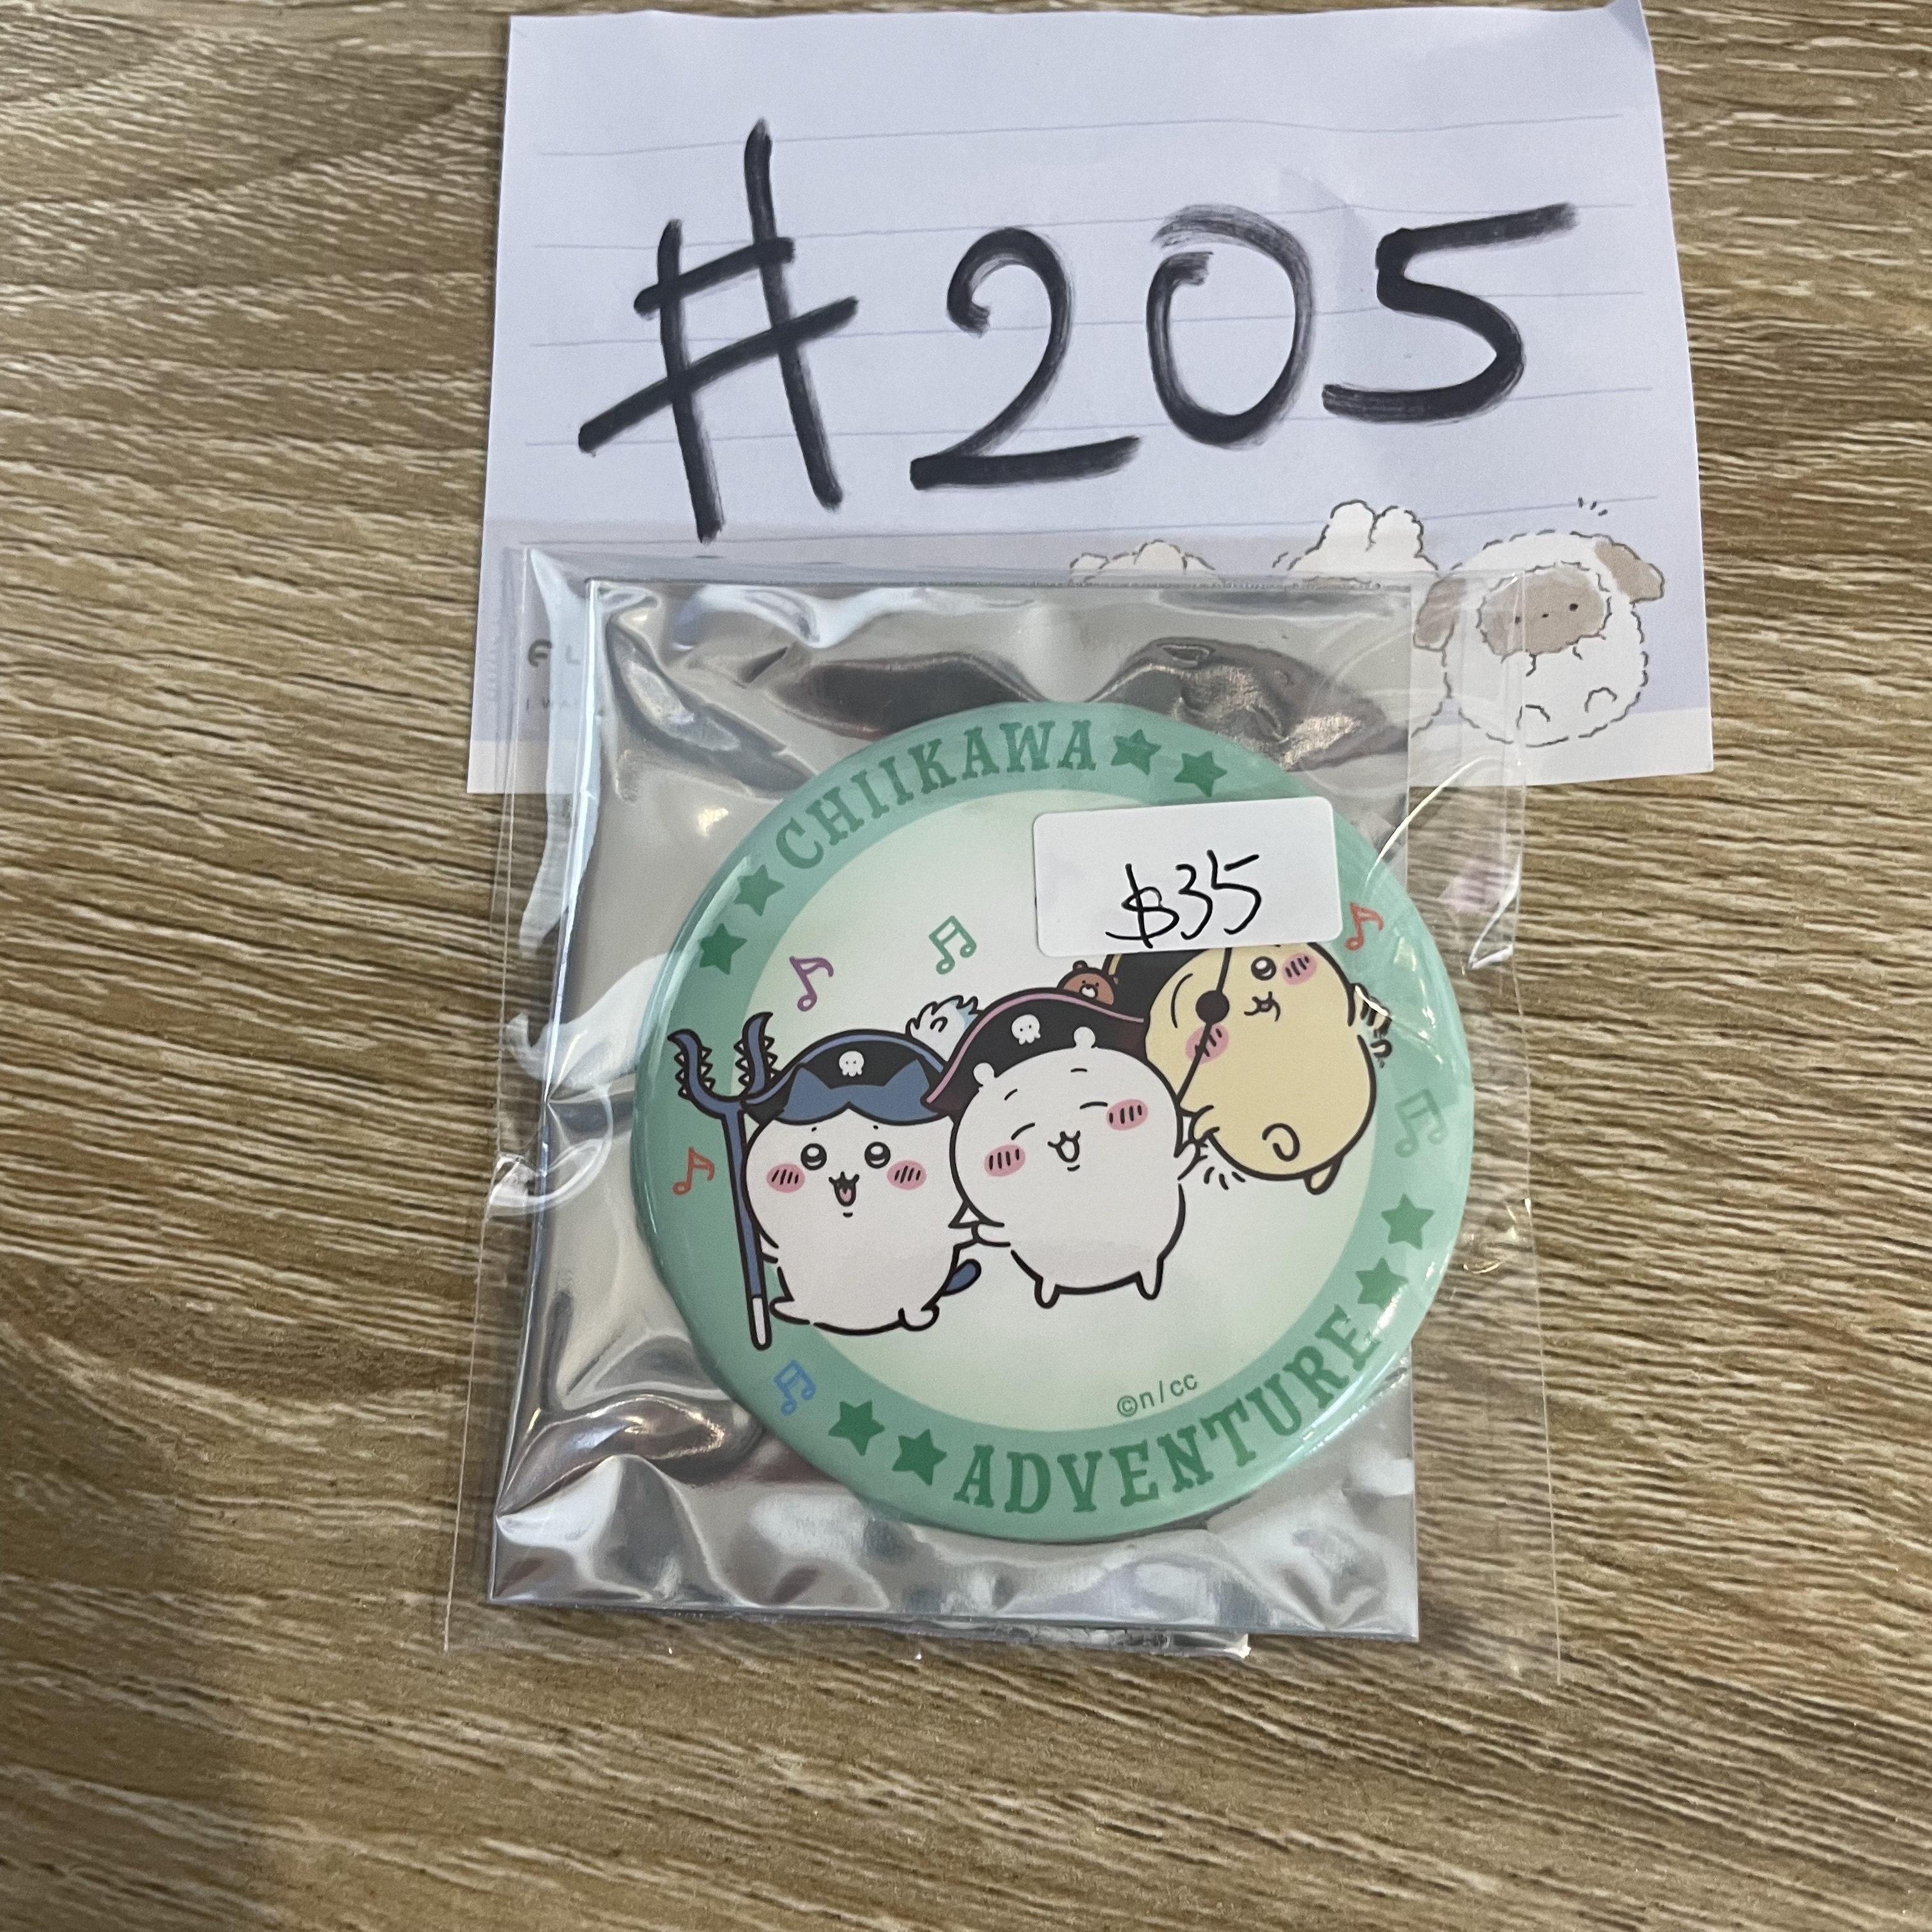 #205
CHIIKAWA
$35
©n/cc
ADVENTURE